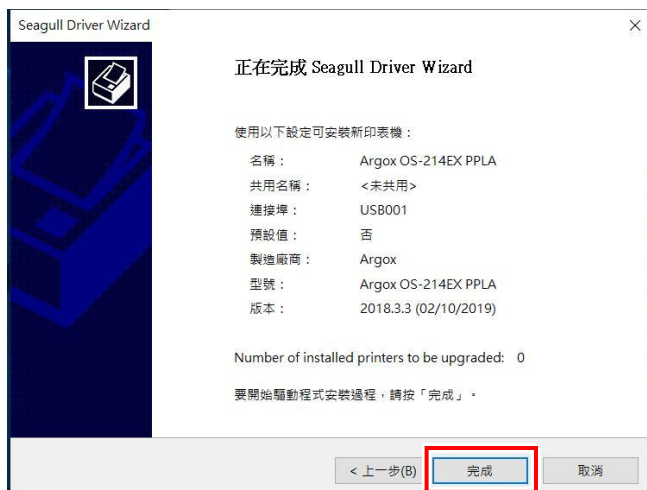 Seagull Driver Wizard
正在完成 Seagull Driver Wizard
使用以下設定可安裝新印表機：
名稱： Argox OS-214EX PPLA
共用名稱： <未共用>
連接埠： USB001
預設值： 否
製造廠商： Argox
型號： Argox OS-214EX PPLA
版本： 2018.3.3 (02/10/2019)
Number of installed printers to be upgraded: 0
要開始驅動程式安裝過程，請按「完成」。
< 上一步(B) 完成 取消